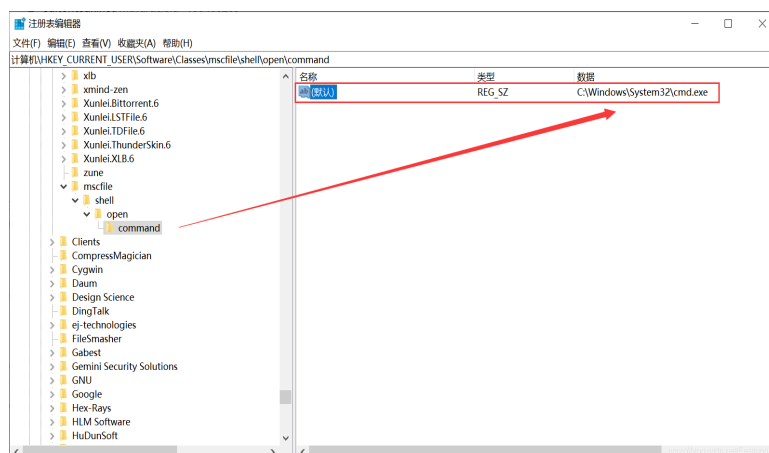 注册表编辑器
文件(F) 编辑(E) 查看(V) 收藏夹(A) 帮助(H)
计算机\HKEY_CURRENT_USER\Software\Classes\mscfile\shell\open\command
名称 类型 数据
(默认) REG_SZ C:\Windows\System32\cmd.exe
xlb
xmind-zen
Xunlei.Bittorrent.6
Xunlei.LSTFile.6
Xunlei.TDFile.6
Xunlei.ThunderSkin.6
Xunlei.XLB.6
zune
mscfile
shell
open
command
Clients
CompressMagician
Cygwin
Daum
Design Science
DingTalk
ej-technologies
FileSmasher
Gabest
Gemini Security Solutions
GNU
Google
Hex-Rays
HLM Software
HuDunSoft